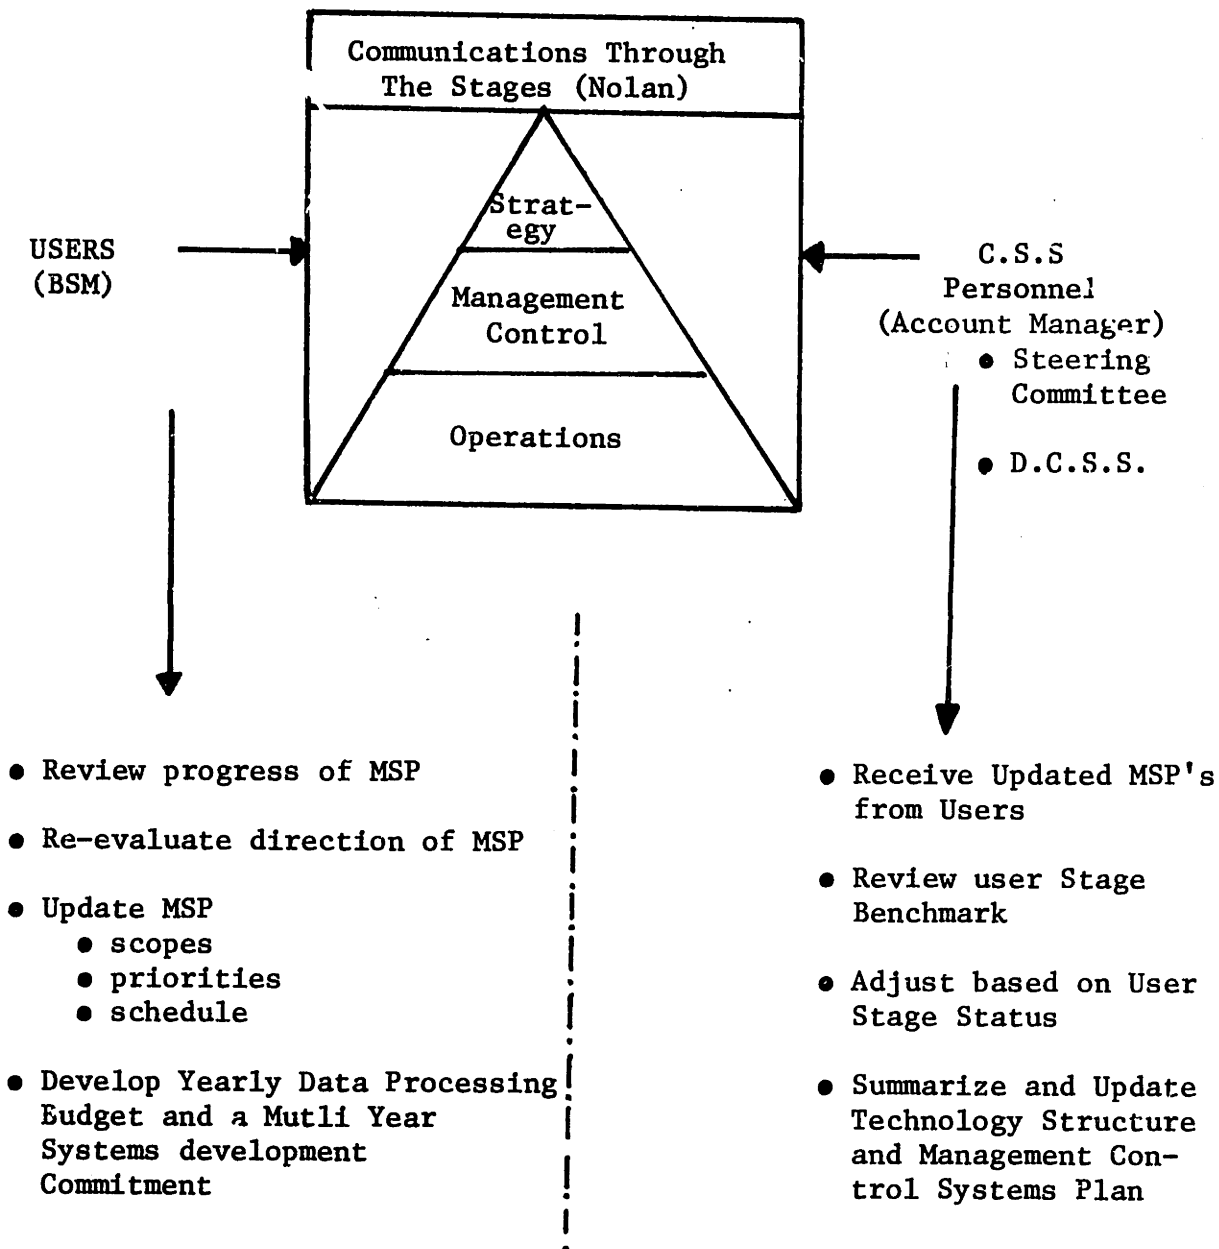 Communications Through
The Stages (Nolan)
Strat-
egy
Management
Control
Operations
USERS
(BSM)
C.S.S
Personnel
(Account Manager)
• Steering
Committee
• D.C.S.S.
• Review progress of MSP
• Re-evaluate direction of MSP
• Update MSP
• scopes
• priorities
• schedule
• Develop Yearly Data Processing
Budget and a Mutli Year
Systems development
Commitment
• Receive Updated MSP's
from Users
• Review user Stage
Benchmark
• Adjust based on User
Stage Status
• Summarize and Update
Technology Structure
and Management Con-
trol Systems Plan